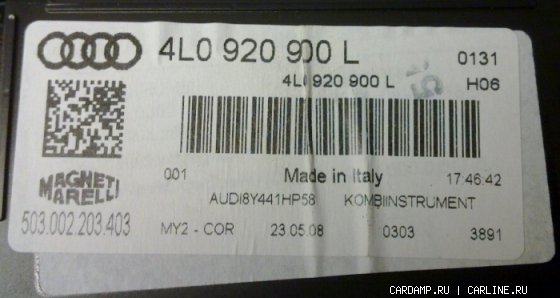 4L0 920 900 L 0131
4L0 920 900 L H06
001 Made in Italy 17:46:42
MAGNETI MARELLI
AUDI8Y441HP58 KOMBIINSTRUMENT
503.002.203.403
MY2 - COR 23.05.08 0303 3891
CARDAMP.RU | CARLINE.RU